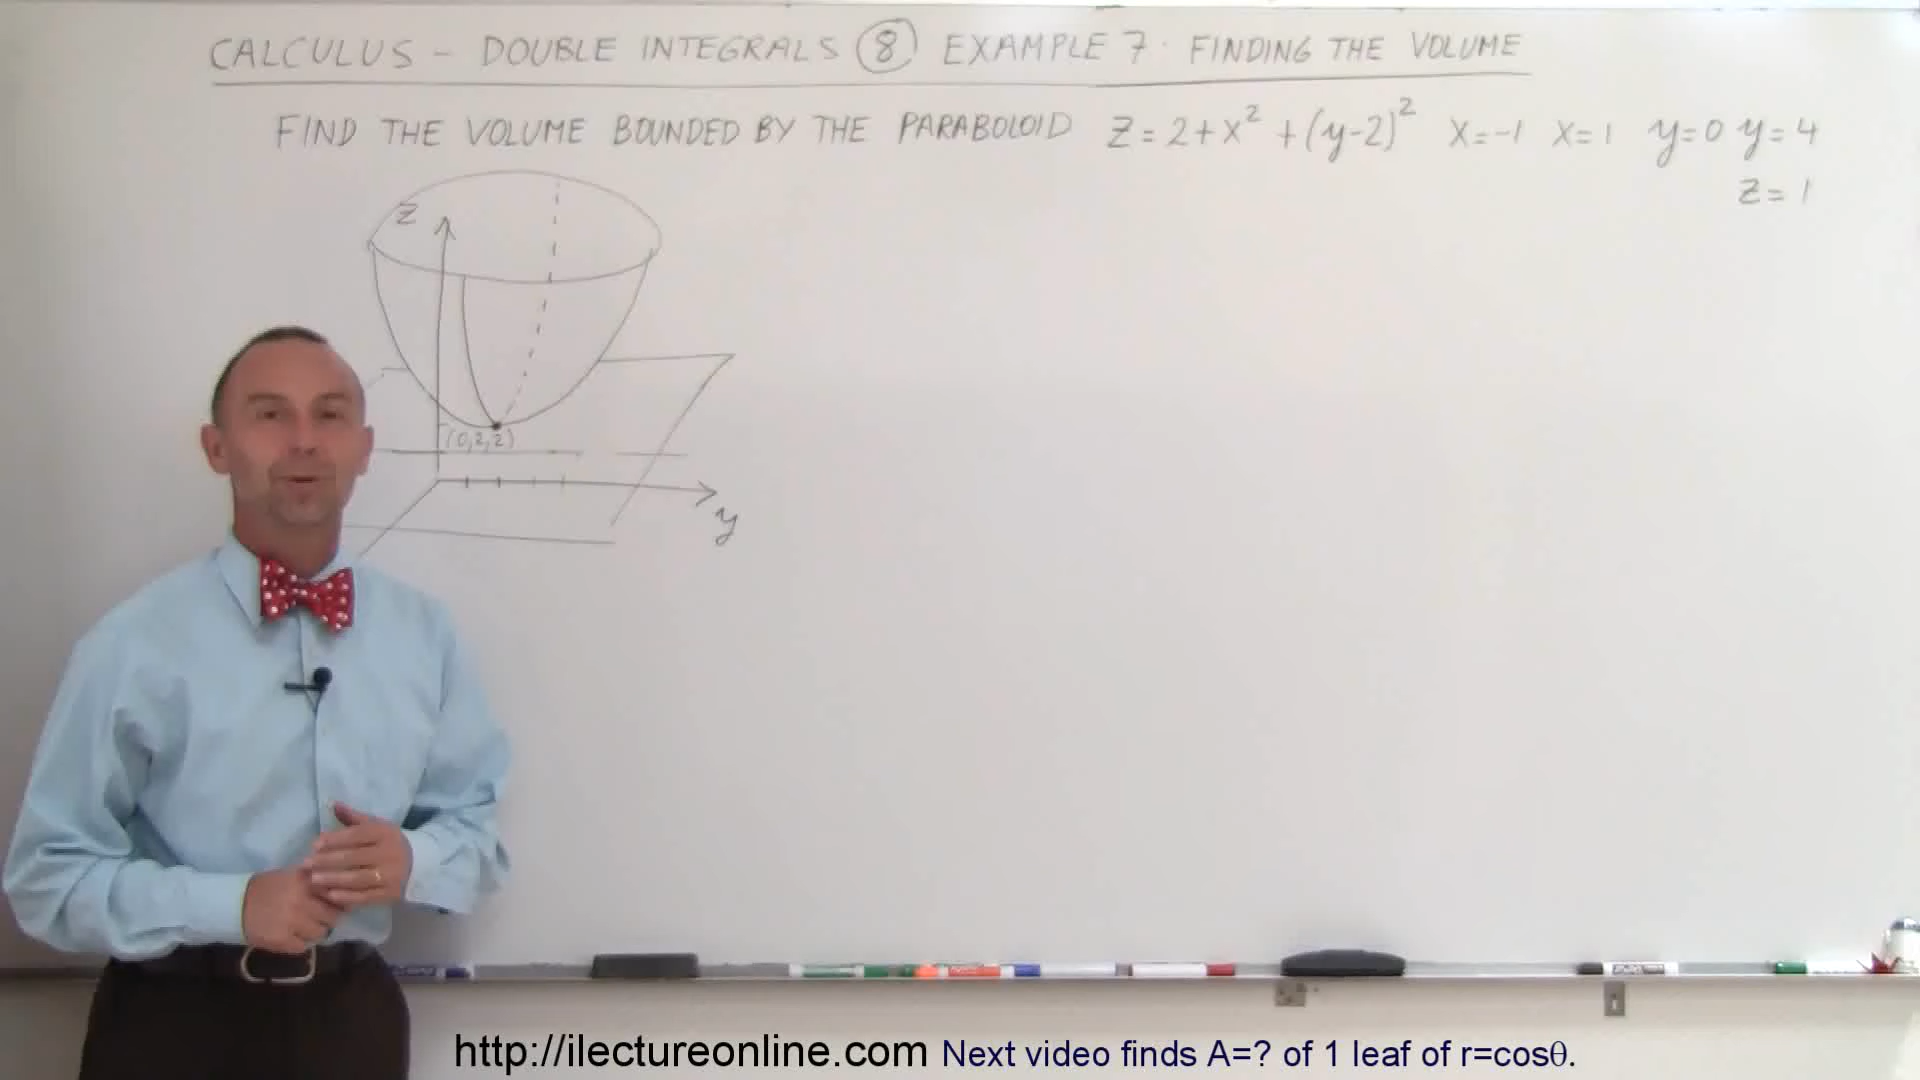 CALCULUS – DOUBLE INTEGRALS ⑧ EXAMPLE 7 · FINDING THE VOLUME
FIND THE VOLUME BOUNDED BY THE PARABOLOID z = 2 + x² + (y-2)² x=-1 x=1 y=0 y=4
z=1
z
(0,2,2)
y
http://ilectureonline.com Next video finds A=? of 1 leaf of r=cosθ.